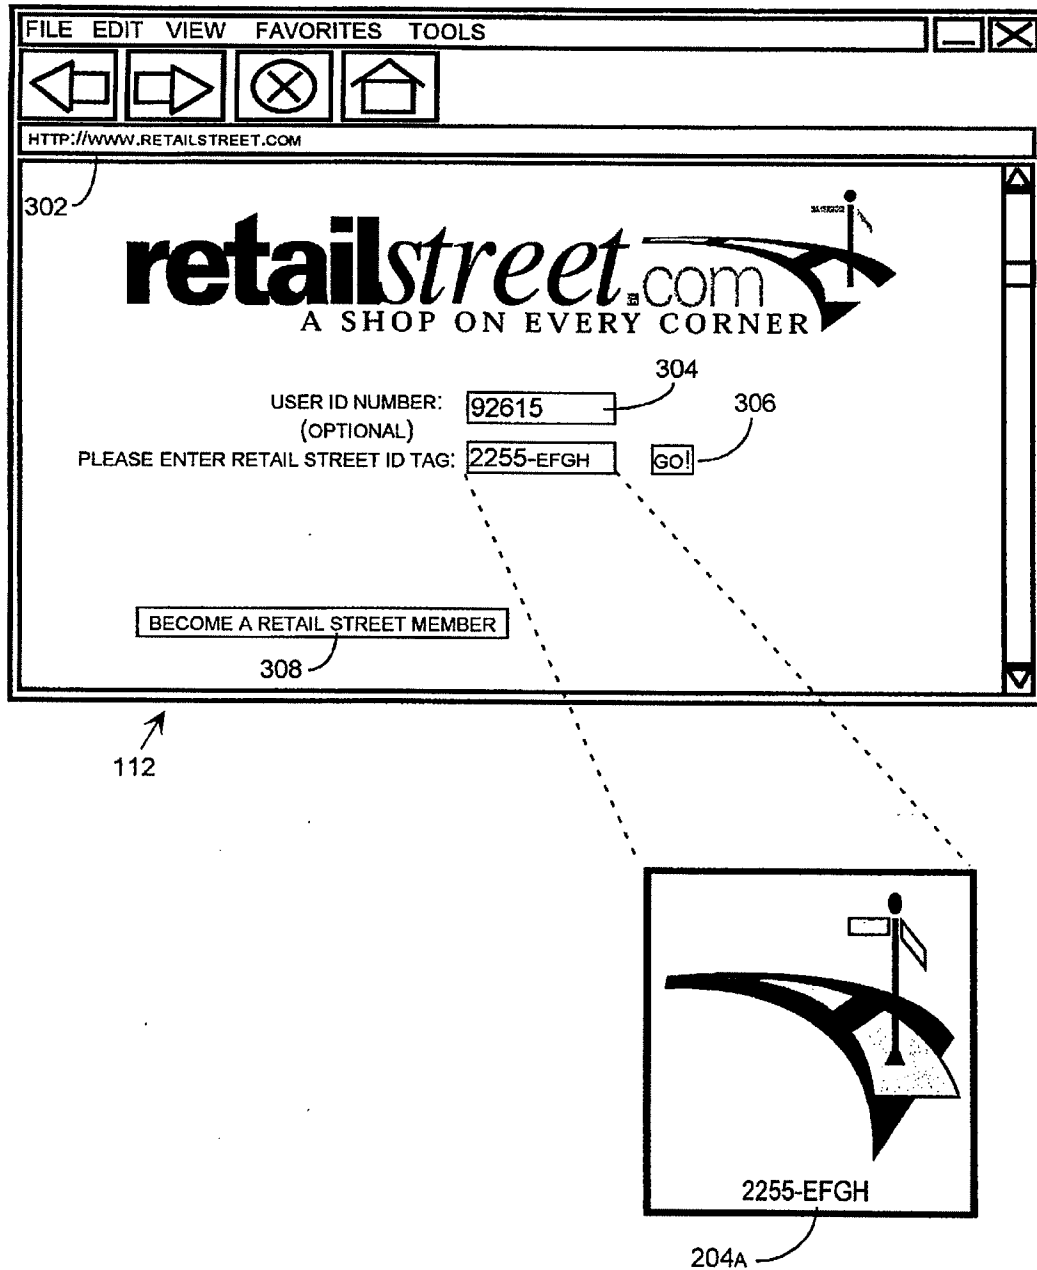 FILE EDIT VIEW FAVORITES TOOLS
HTTP://WWW.RETAILSTREET.COM
302
retailstreet.com
A SHOP ON EVERY CORNER
304
USER ID NUMBER: 92615
306
(OPTIONAL)
PLEASE ENTER RETAIL STREET ID TAG: 2255-EFGH GO!
BECOME A RETAIL STREET MEMBER
308
112
2255-EFGH
204A